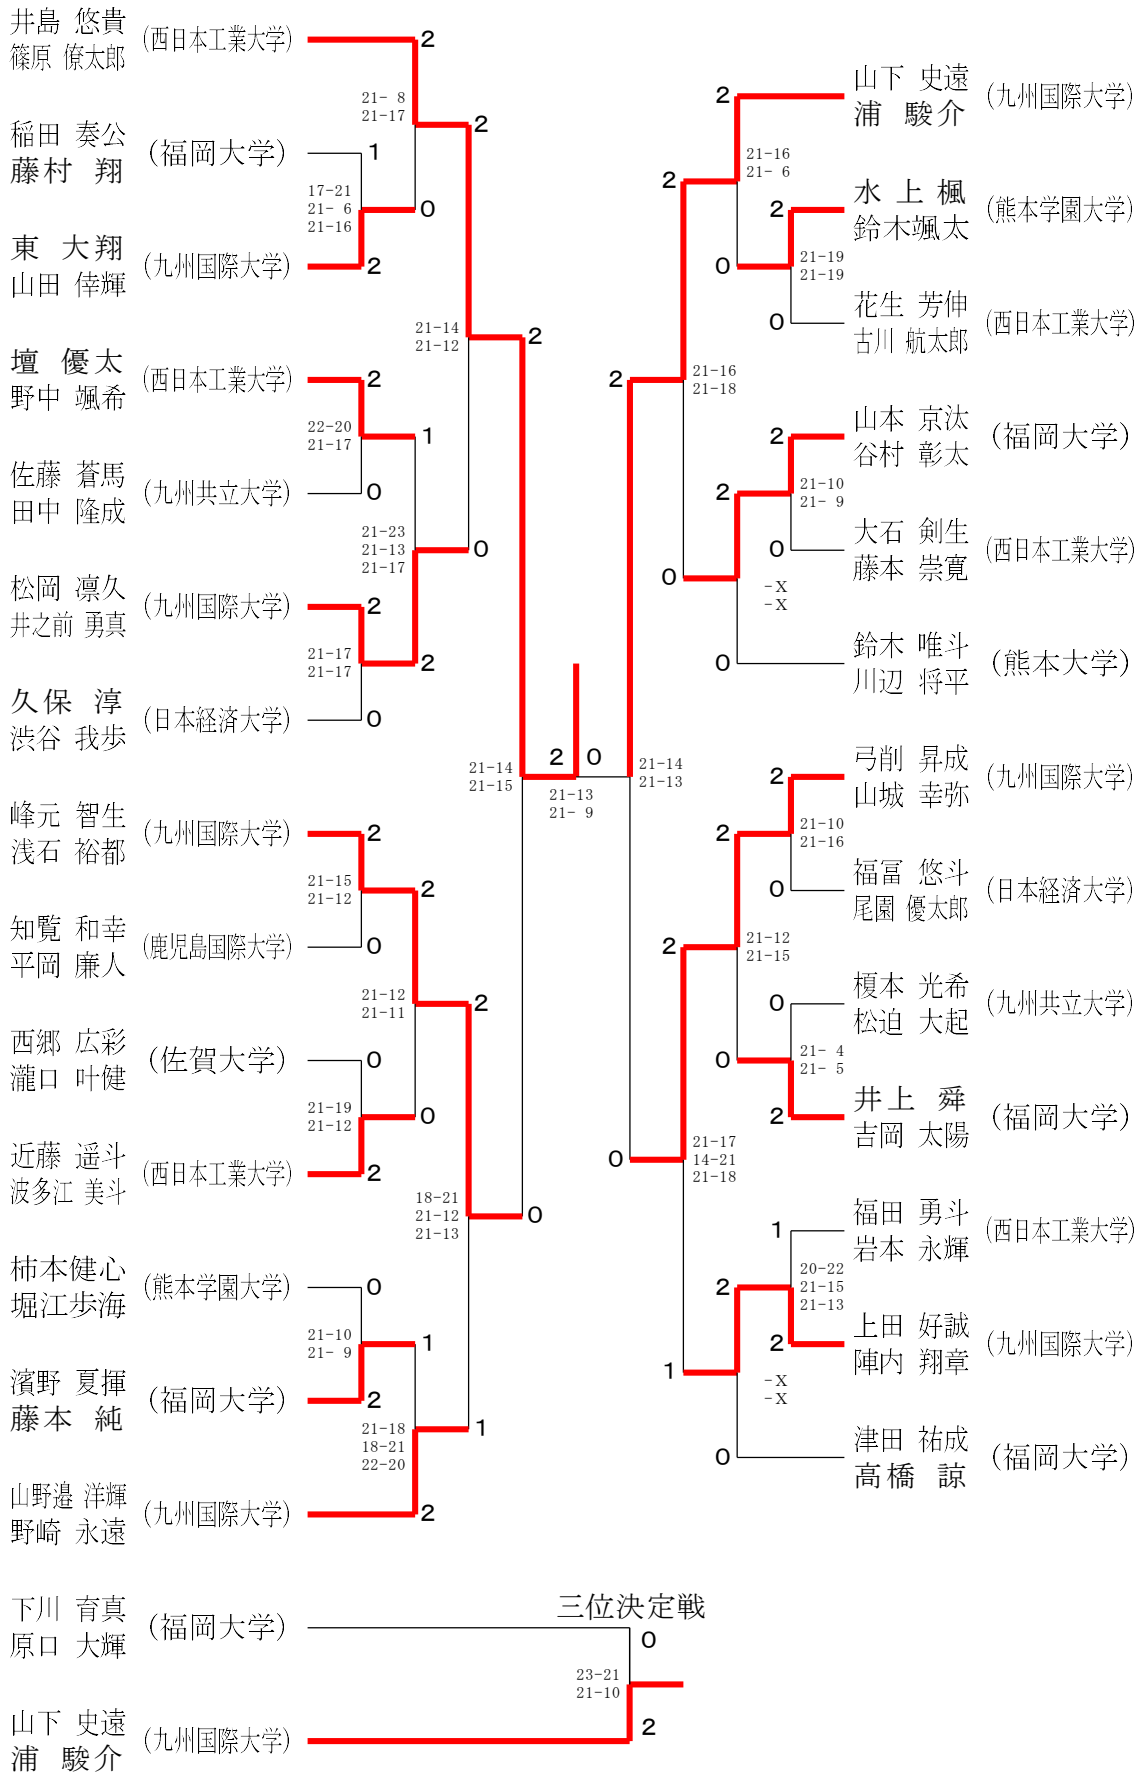 井島 悠貴
篠原 僚太郎
(西日本工業大学)
2
21- 8
21-17
2
稲田 奏公
藤村 翔
(福岡大学)
1
17-21
21- 6
21-16
0
東 大翔
山田 倖輝
(九州国際大学)
2
21-14
21-12
2
壇 優太
野中 颯希
(西日本工業大学)
2
22-20
21-17
1
佐藤 蒼馬
田中 隆成
(九州共立大学)
0
21-23
21-13
21-17
0
松岡 凛久
井之前 勇真
(九州国際大学)
2
21-17
21-17
2
久保 淳
渋谷 我歩
(日本経済大学)
0
21-14
21-15
峰元 智生
浅石 裕都
(九州国際大学)
2
21-15
21-12
2
知覧 和幸
平岡 廉人
(鹿児島国際大学)
0
21-12
21-11
2
西郷 広彩
瀧口 叶健
(佐賀大学)
0
21-19
21-12
0
近藤 遥斗
波多江 美斗
(西日本工業大学)
2
18-21
21-12
21-13
0
柿本健心
堀江歩海
(熊本学園大学)
0
21-10
21- 9
1
濱野 夏揮
藤本 純
(福岡大学)
2
21-18
18-21
22-20
1
山野邉 洋輝
野崎 永遠
(九州国際大学)
2
2 0
21-13
21- 9
2
山下 史遠
浦 駿介
(九州国際大学)
21-16
21- 6
2
2
水上楓
鈴木颯太
(熊本学園大学)
0
21-19
21-19
0
花生 芳伸
古川 航太郎
(西日本工業大学)
2
21-16
21-18
2
山本 京汰
谷村 彰太
(福岡大学)
2
21-10
21- 9
0
大石 剣生
藤本 崇寛
(西日本工業大学)
0
-X
-X
0
鈴木 唯斗
川辺 将平
(熊本大学)
21-14
21-13
2
弓削 昇成
山城 幸弥
(九州国際大学)
2
21-10
21-16
0
福冨 悠斗
尾園 優太郎
(日本経済大学)
2
21-12
21-15
0
榎本 光希
松迫 大起
(九州共立大学)
0
21- 4
21- 5
2
井上 舜
吉岡 太陽
(福岡大学)
0
21-17
14-21
21-18
1
福田 勇斗
岩本 永輝
(西日本工業大学)
2
20-22
21-15
21-13
2
上田 好誠
陣内 翔章
(九州国際大学)
1
-X
-X
0
津田 祐成
高橋 諒
(福岡大学)
三位決定戦
下川 育真
原口 大輝
(福岡大学)
0
23-21
21-10
山下 史遠
浦 駿介
(九州国際大学)
2